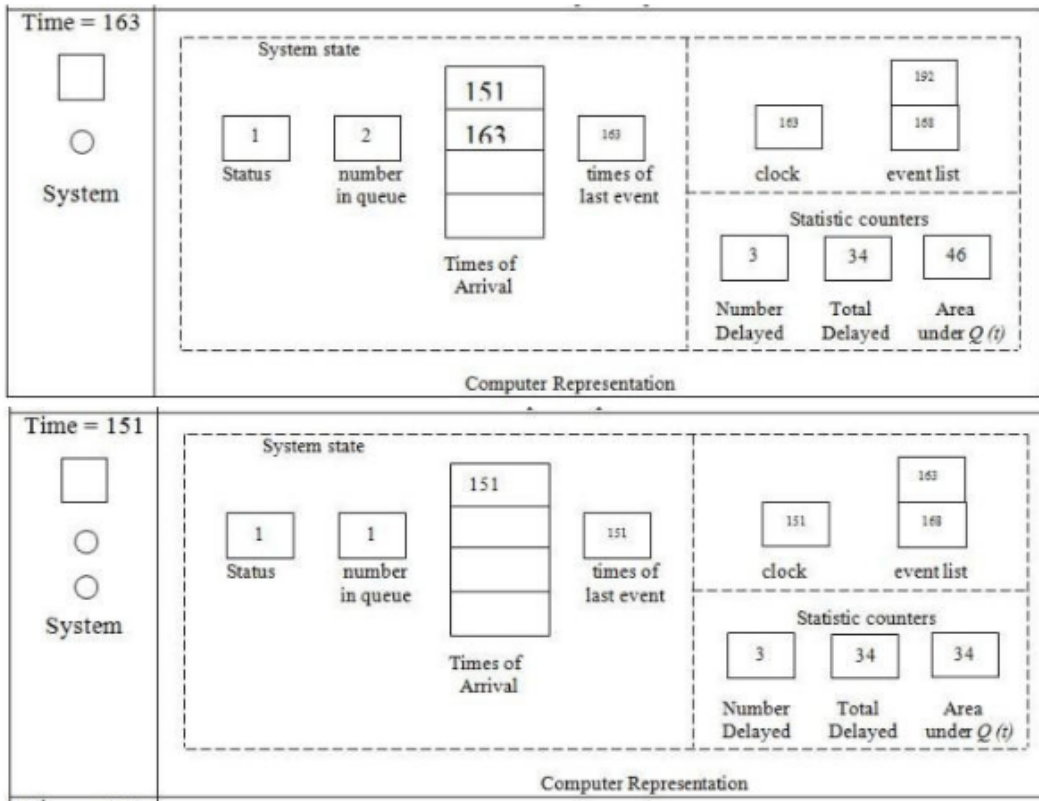 Time = 163
System
System state
1
Status
2
number
in queue
151
163
Times of
Arrival
163
times of
last event
163
clock
192
168
event list
Statistic counters
3
34
46
Number
Delayed
Total
Delayed
Area
under Q (t)
Computer Representation
Time = 151
System
System state
1
Status
1
number
in queue
151
Times of
Arrival
151
times of
last event
151
clock
163
168
event list
Statistic counters
3
34
34
Number
Delayed
Total
Delayed
Area
under Q (t)
Computer Representation